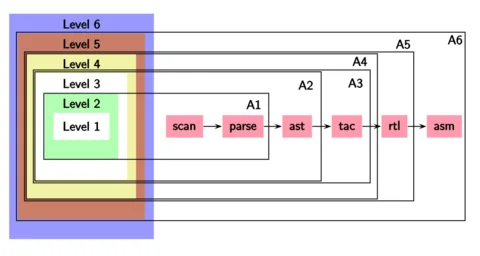 Level 6
Level 5 A5 A6
Level 4 A4
Level 3 A2 A3
Level 2 A1
Level 1 scan parse ast tac rtl asm